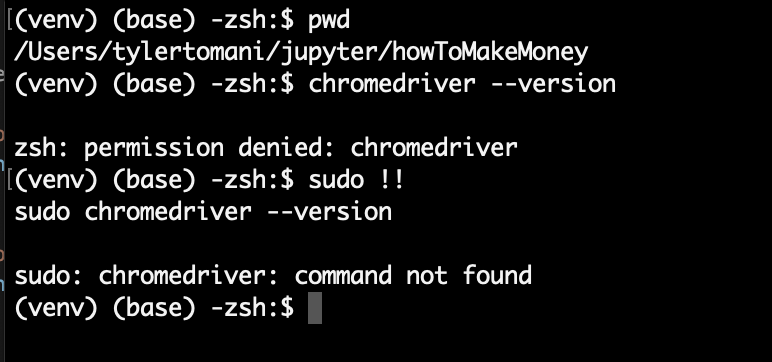 [(venv) (base) -zsh:$ pwd
/Users/tylertomani/jupyter/howToMakeMoney
(venv) (base) -zsh:$ chromedriver --version
zsh: permission denied: chromedriver
[(venv) (base) -zsh:$ sudo !!
sudo chromedriver --version
sudo: chromedriver: command not found
(venv) (base) -zsh:$